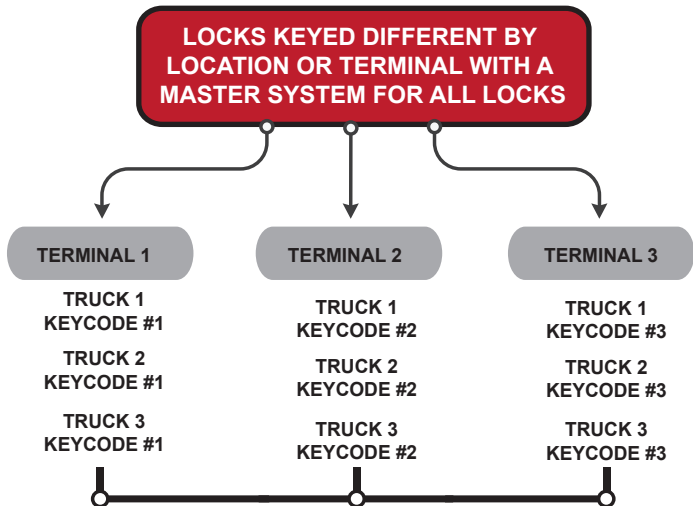 LOCKS KEYED DIFFERENT BY
LOCATION OR TERMINAL WITH A
MASTER SYSTEM FOR ALL LOCKS
TERMINAL 1
TRUCK 1
KEYCODE #1
TRUCK 2
KEYCODE #1
TRUCK 3
KEYCODE #1
TERMINAL 2
TRUCK 1
KEYCODE #2
TRUCK 2
KEYCODE #2
TRUCK 3
KEYCODE #2
TERMINAL 3
TRUCK 1
KEYCODE #3
TRUCK 2
KEYCODE #3
TRUCK 3
KEYCODE #3